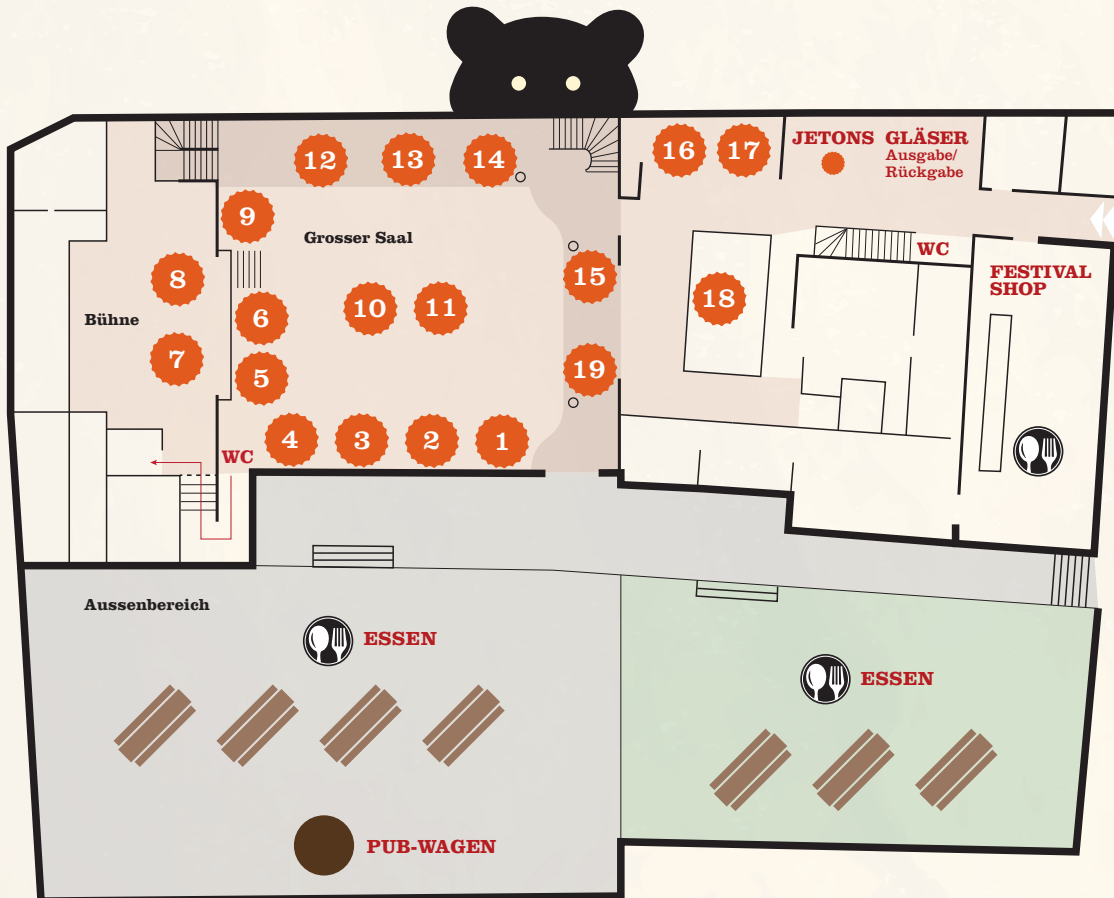 12
13
14
16
17
JETONS
GLÄSER
Ausgabe/
Rückgabe
9
Grosser Saal
WC
8
15
FESTIVAL
SHOP
18
Bühne
6
10
11
7
5
19
4
3
2
1
WC
Aussenbereich
ESSEN
ESSEN
PUB-WAGEN